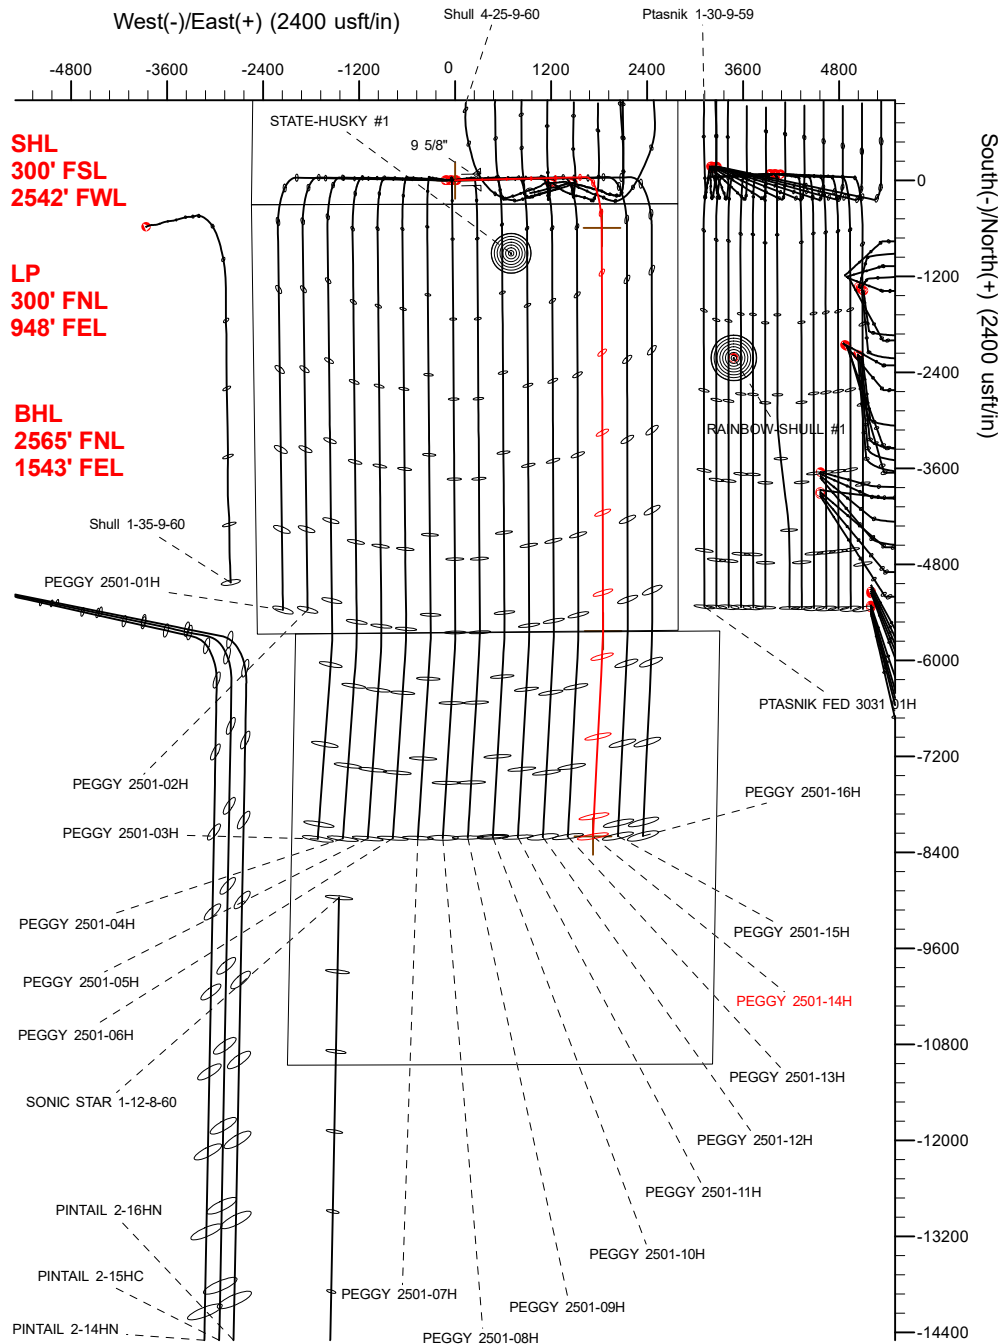 Shull 4-25-9-60
Ptasnik 1-30-9-59
West(-)/East(+) (2400 usft/in)
-4800
-3600
-2400
-1200
0
1200
2400
3600
4800
STATE-HUSKY #1
9 5/8"
SHL
300' FSL
2542' FWL
LP
300' FNL
948' FEL
BHL
2565' FNL
1543' FEL
South(-)/North(+) (2400 usft/in)
0
-1200
-2400
-3600
-4800
-6000
-7200
-8400
-9600
-10800
-12000
-13200
-14400
RAINBOW-SHULL #1
Shull 1-35-9-60
PEGGY 2501-01H
PTASNIK FED 3031 01H
PEGGY 2501-02H
PEGGY 2501-16H
PEGGY 2501-03H
PEGGY 2501-04H
PEGGY 2501-15H
PEGGY 2501-05H
PEGGY 2501-14H
PEGGY 2501-06H
PEGGY 2501-13H
SONIC STAR 1-12-8-60
PEGGY 2501-12H
PEGGY 2501-11H
PINTAIL 2-16HN
PEGGY 2501-10H
PINTAIL 2-15HC
PEGGY 2501-07H
PEGGY 2501-09H
PINTAIL 2-14HN
PEGGY 2501-08H